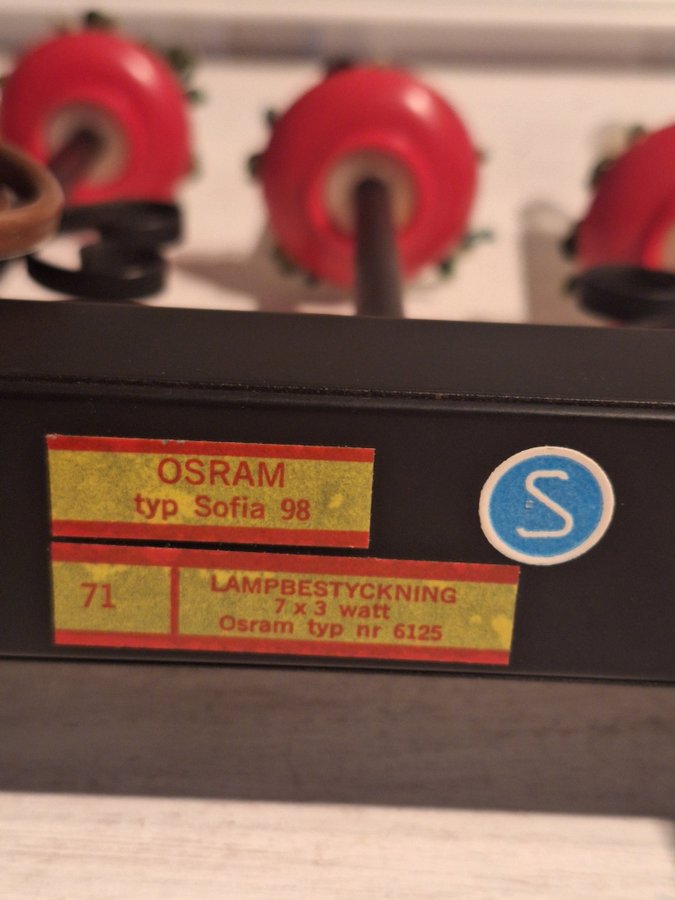 OSRAM
typ Sofia 98
S
71
LAMPBESTYCKNING
7 x 3 watt
Osram typ nr 6125